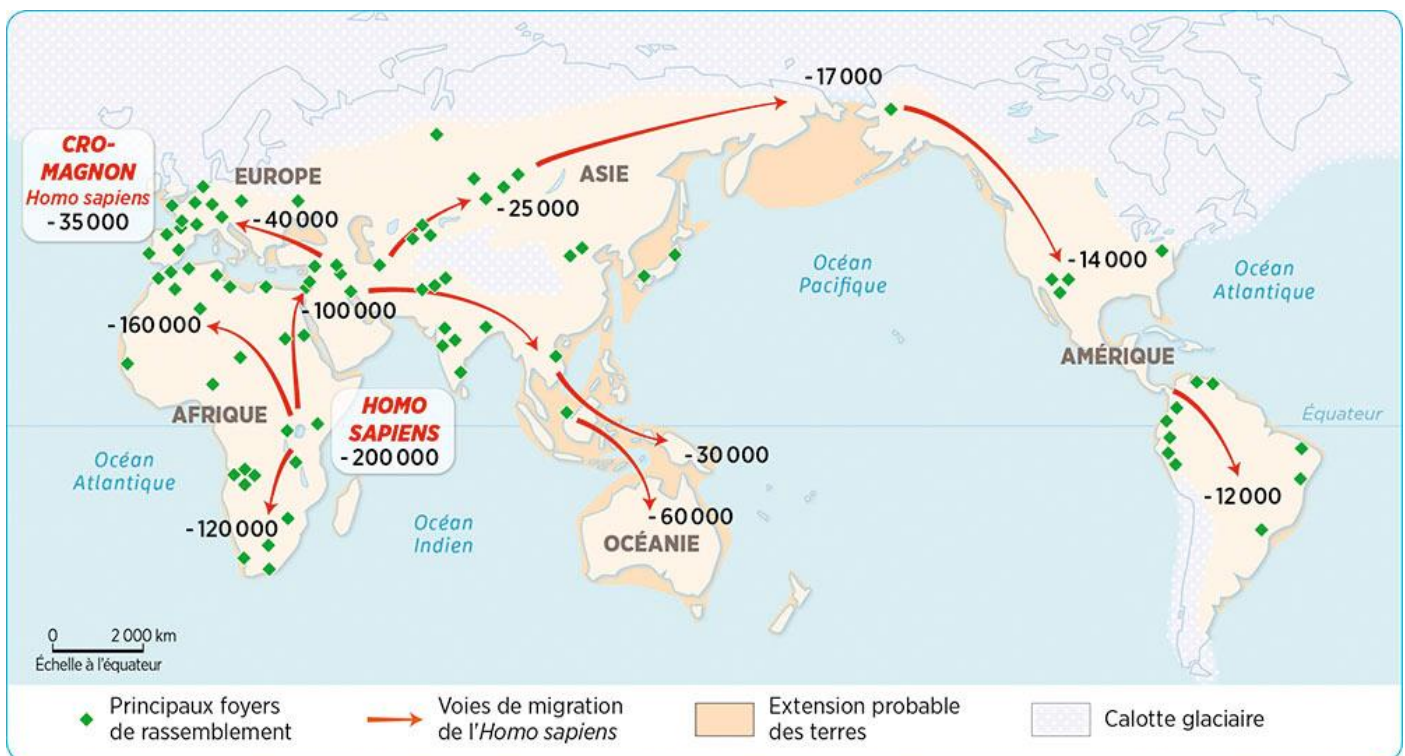 - 17 000
CRO-
MAGNON
Homo sapiens
- 35 000
EUROPE
- 40 000
ASIE
- 25 000
Océan
Pacifique
- 14 000
Océan
Atlantique
- 160 000
- 100 000
AMÉRIQUE
AFRIQUE
HOMO
SAPIENS
- 200 000
Équateur
Océan
Atlantique
- 30 000
- 12 000
- 120 000
Océan
Indien
- 60 000
OCÉANIE
0 2 000 km
Échelle à l'équateur
Principaux foyers
de rassemblement
Voies de migration
de l'Homo sapiens
Extension probable
des terres
Calotte glaciaire